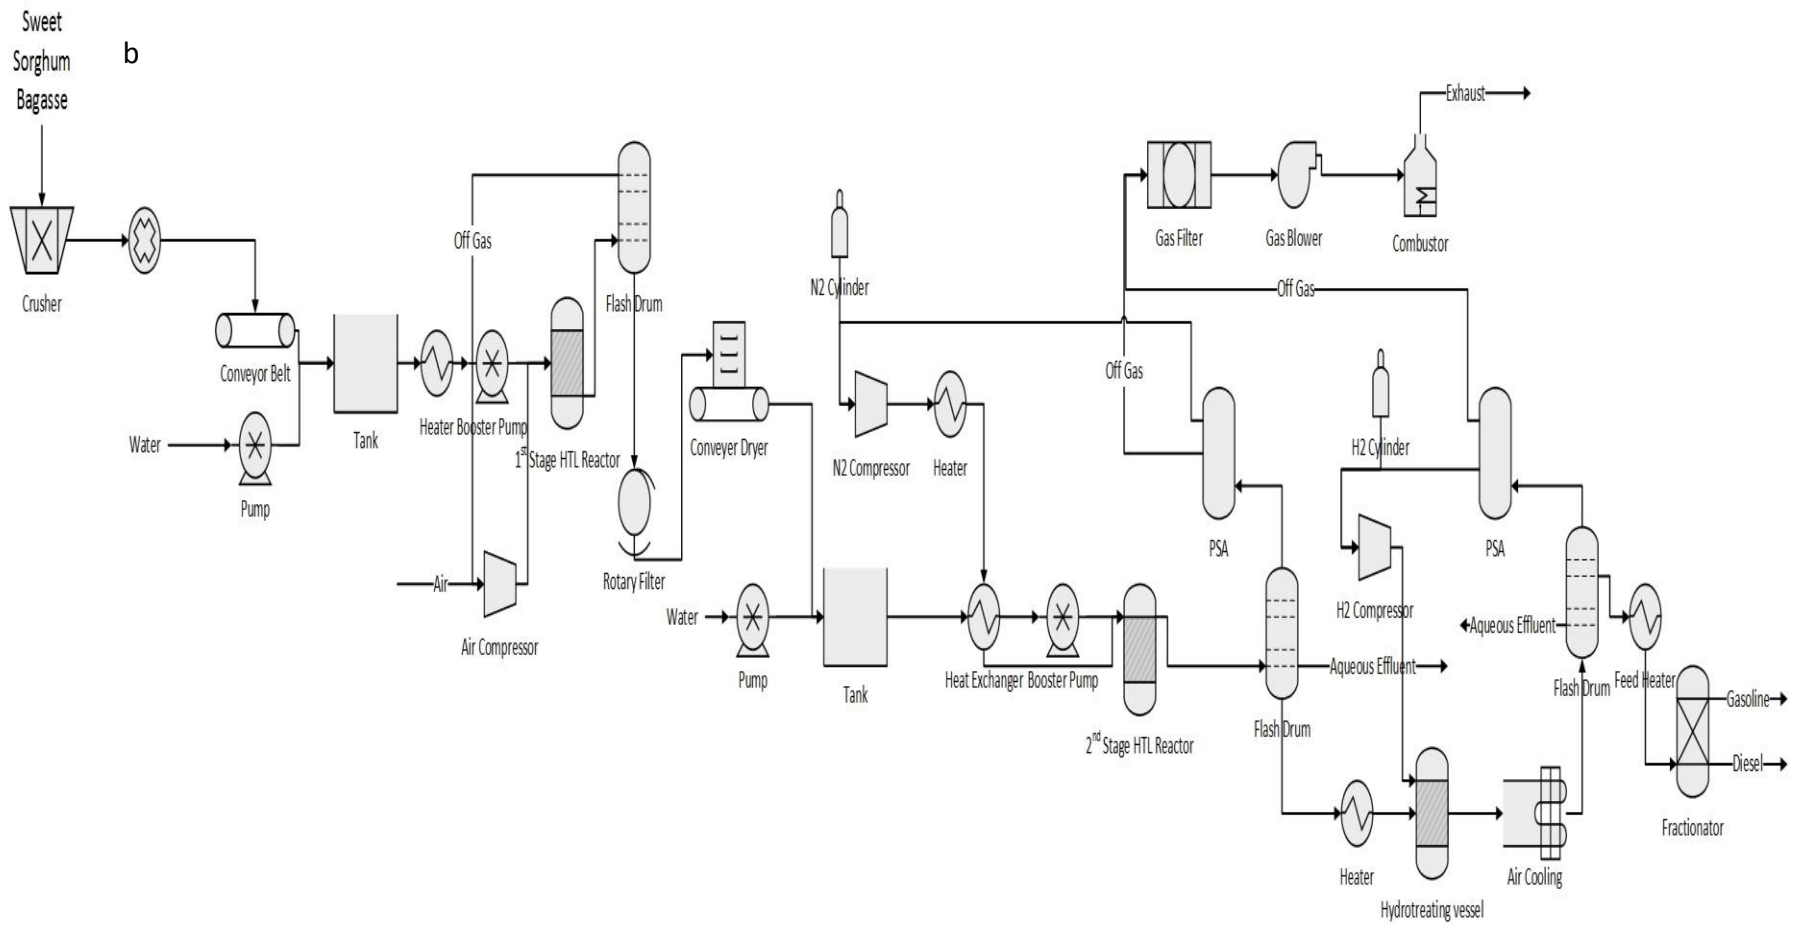 Sweet
Sorghum
Bagasse
b
Exhaust
Crusher
Off Gas
Flash Drum
N2 Cylinder
Gas Filter
Gas Blower
Combustor
Off Gas
Conveyor Belt
Water
Pump
Tank
Heater
Booster Pump
1st Stage HTL Reactor
Conveyer Dryer
N2 Compressor
Heater
Off Gas
PSA
H2 Cylinder
PSA
Air
Air Compressor
Rotary Filter
Water
Pump
Tank
Heat Exchanger
Booster Pump
2nd Stage HTL Reactor
Flash Drum
Aqueous Effluent
H2 Compressor
Aqueous Effluent
Flash Drum
Feed Heater
Gasoline
Diesel
Fractionator
Heater
Hydrotreating vessel
Air Cooling